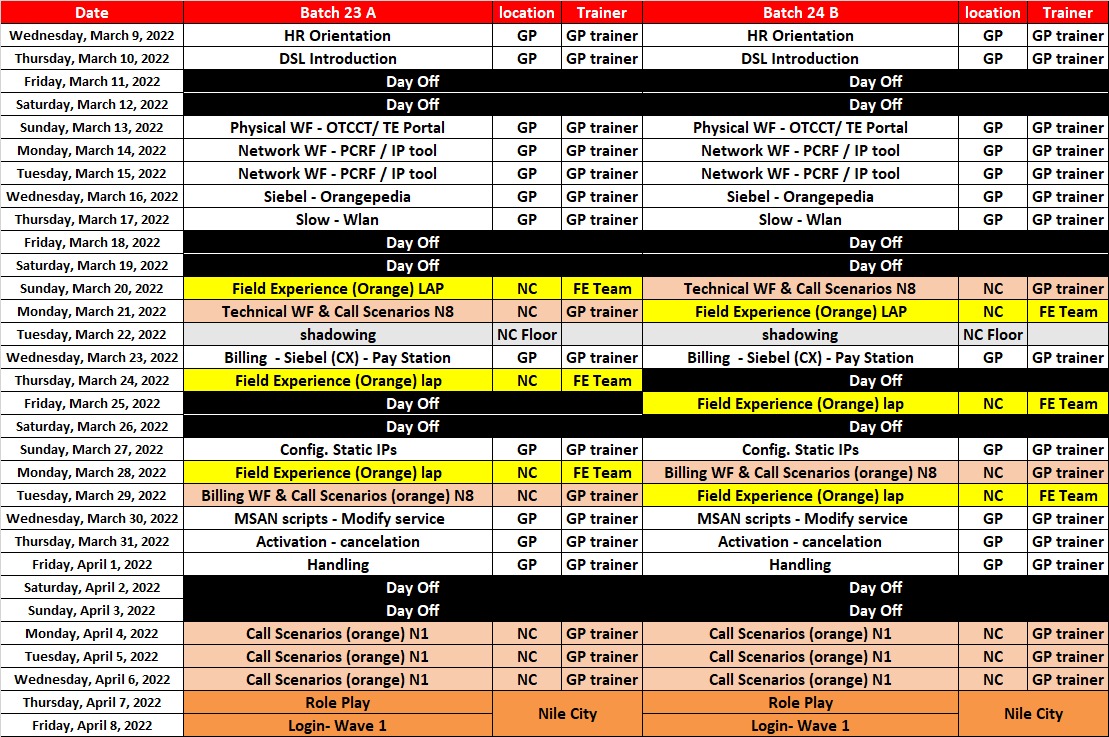 Date Batch 23 A location Trainer Batch 24 B location Trainer
Wednesday, March 9, 2022 HR Orientation GP GP trainer HR Orientation GP GP trainer
Thursday, March 10, 2022 DSL Introduction GP GP trainer DSL Introduction GP GP trainer
Friday, March 11, 2022 Day Off Day Off
Saturday, March 12, 2022 Day Off Day Off
Sunday, March 13, 2022 Physical WF - OTCCT/ TE Portal GP GP trainer Physical WF - OTCCT/ TE Portal GP GP trainer
Monday, March 14, 2022 Network WF - PCRF / IP tool GP GP trainer Network WF - PCRF / IP tool GP GP trainer
Tuesday, March 15, 2022 Network WF - PCRF / IP tool GP GP trainer Network WF - PCRF / IP tool GP GP trainer
Wednesday, March 16, 2022 Siebel - Orangepedia GP GP trainer Siebel - Orangepedia GP GP trainer
Thursday, March 17, 2022 Slow - Wlan GP GP trainer Slow - Wlan GP GP trainer
Friday, March 18, 2022 Day Off Day Off
Saturday, March 19, 2022 Day Off Day Off
Sunday, March 20, 2022 Field Experience (Orange) LAP NC FE Team Technical WF & Call Scenarios N8 NC GP trainer
Monday, March 21, 2022 Technical WF & Call Scenarios N8 NC GP trainer Field Experience (Orange) LAP NC FE Team
Tuesday, March 22, 2022 shadowing NC Floor shadowing NC Floor
Wednesday, March 23, 2022 Billing - Siebel (CX) - Pay Station GP GP trainer Billing - Siebel (CX) - Pay Station GP GP trainer
Thursday, March 24, 2022 Field Experience (Orange) lap NC FE Team Day Off
Friday, March 25, 2022 Day Off Field Experience (Orange) lap NC FE Team
Saturday, March 26, 2022 Day Off Day Off
Sunday, March 27, 2022 Config. Static IPs GP GP trainer Config. Static IPs GP GP trainer
Monday, March 28, 2022 Field Experience (Orange) lap NC FE Team Billing WF & Call Scenarios (orange) N8 NC GP trainer
Tuesday, March 29, 2022 Billing WF & Call Scenarios (orange) N8 NC GP trainer Field Experience (Orange) lap NC FE Team
Wednesday, March 30, 2022 MSAN scripts - Modify service GP GP trainer MSAN scripts - Modify service GP GP trainer
Thursday, March 31, 2022 Activation - cancelation GP GP trainer Activation - cancelation GP GP trainer
Friday, April 1, 2022 Handling GP GP trainer Handling GP GP trainer
Saturday, April 2, 2022 Day Off Day Off
Sunday, April 3, 2022 Day Off Day Off
Monday, April 4, 2022 Call Scenarios (orange) N1 NC GP trainer Call Scenarios (orange) N1 NC GP trainer
Tuesday, April 5, 2022 Call Scenarios (orange) N1 NC GP trainer Call Scenarios (orange) N1 NC GP trainer
Wednesday, April 6, 2022 Call Scenarios (orange) N1 NC GP trainer Call Scenarios (orange) N1 NC GP trainer
Thursday, April 7, 2022 Role Play Nile City Role Play Nile City
Friday, April 8, 2022 Login- Wave 1 Login- Wave 1